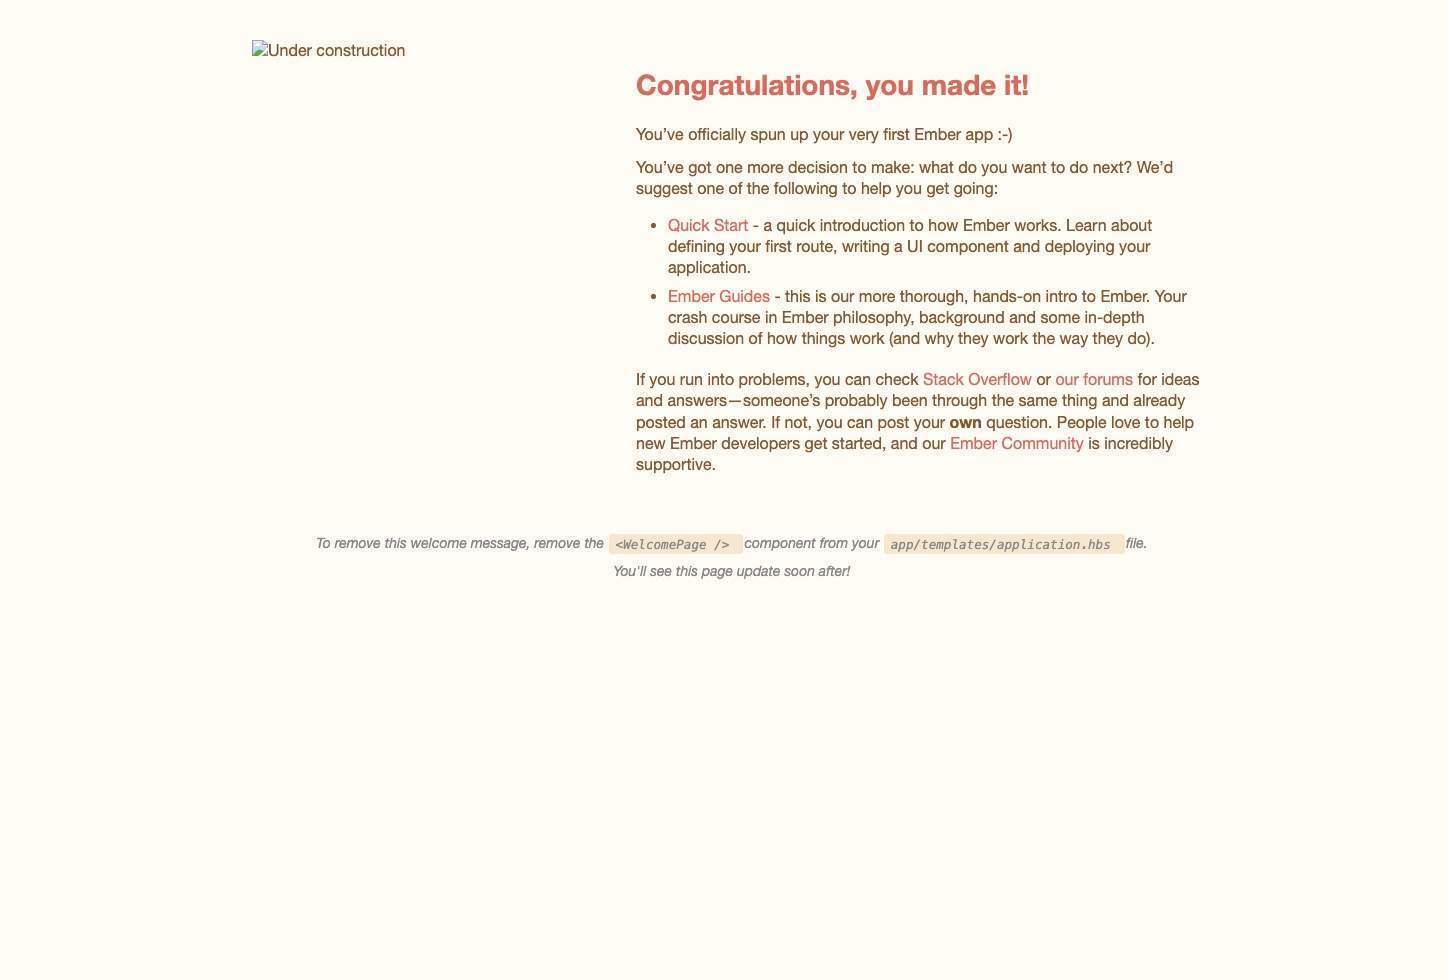 Under construction
Congratulations, you made it!
You’ve officially spun up your very first Ember app :-)
You’ve got one more decision to make: what do you want to do next? We’d
suggest one of the following to help you get going:
• Quick Start - a quick introduction to how Ember works. Learn about
defining your first route, writing a UI component and deploying your
application.
• Ember Guides - this is our more thorough, hands-on intro to Ember. Your
crash course in Ember philosophy, background and some in-depth
discussion of how things work (and why they work the way they do).
If you run into problems, you can check Stack Overflow or our forums for ideas
and answers—someone’s probably been through the same thing and already
posted an answer. If not, you can post your own question. People love to help
new Ember developers get started, and our Ember Community is incredibly
supportive.
To remove this welcome message, remove the <WelcomePage /> component from your app/templates/application.hbs file.
You'll see this page update soon after!